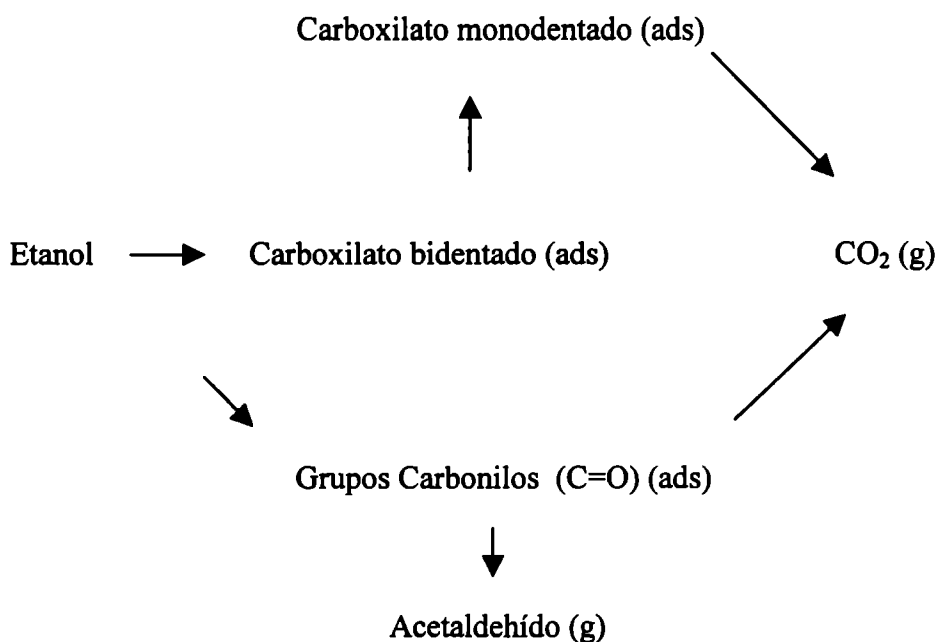 Carboxilato monodentado (ads)
Etanol
Carboxilato bidentado (ads)
CO₂ (g)
Grupos Carbonilos (C=O) (ads)
Acetaldehído (g)